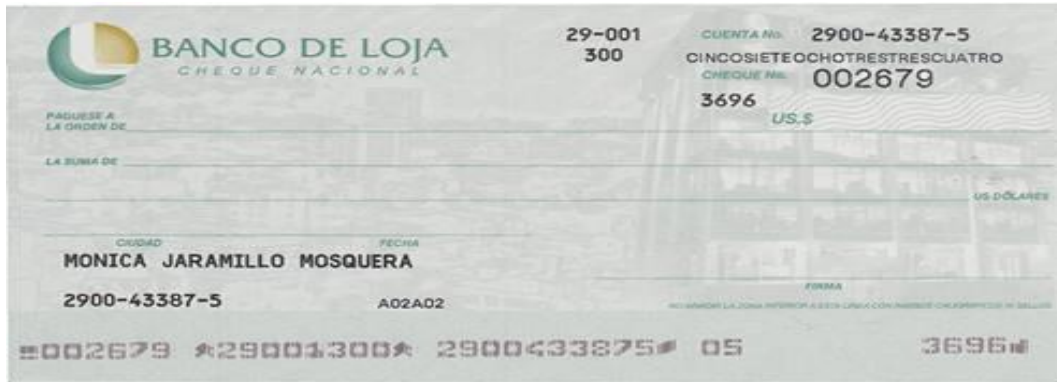 BANCO DE LOJA
CHEQUE NACIONAL
29-001
300
CUENTA No. 2900-43387-5
CINCOSIETEOCHOTRESTRESCUATRO
CHEQUE No. 002679
3696
US.$
PAGUESE A
LA ORDEN DE
LA SUMA DE
US DÓLARES
CIUDAD FECHA
MONICA JARAMILLO MOSQUERA
2900-43387-5 A02A02
FIRMA
002679 29001300 2900433875 05 3696